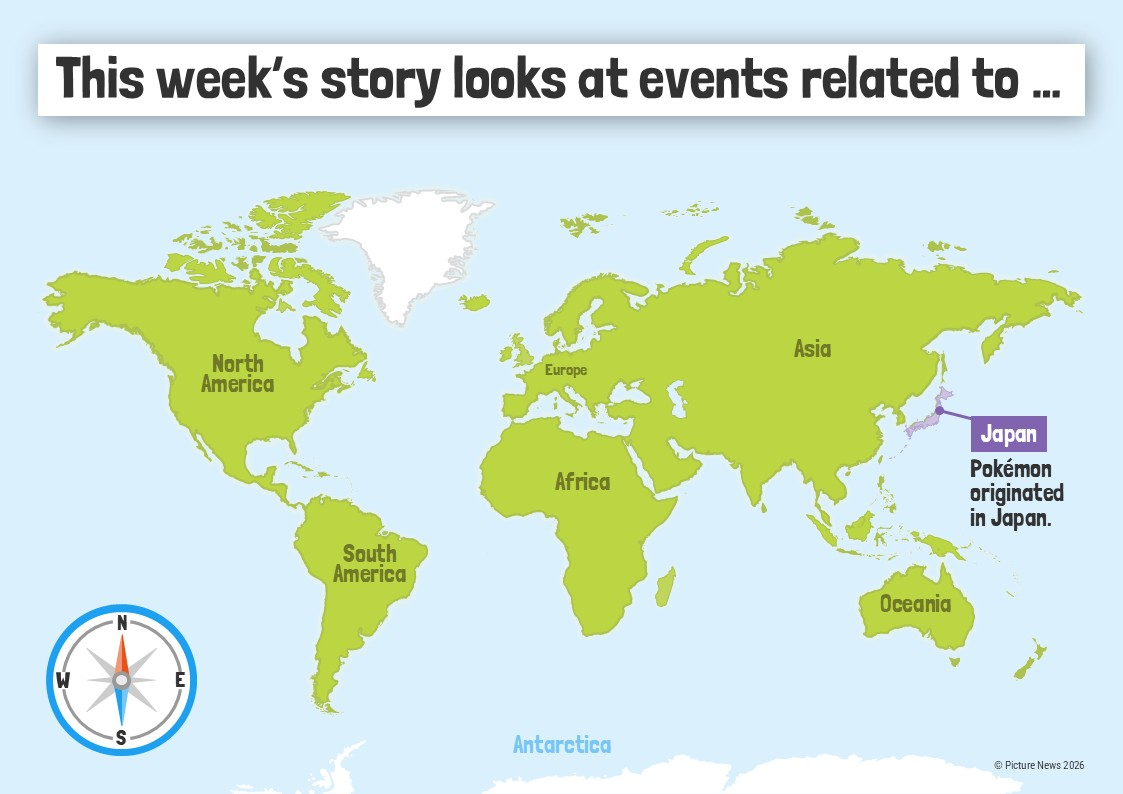 This week's story looks at events related to ...
North
America
Europe
Asia
Japan
Pokémon
originated
in Japan.
Africa
South
America
Oceania
N
W
E
S
Antarctica
© Picture News 2026